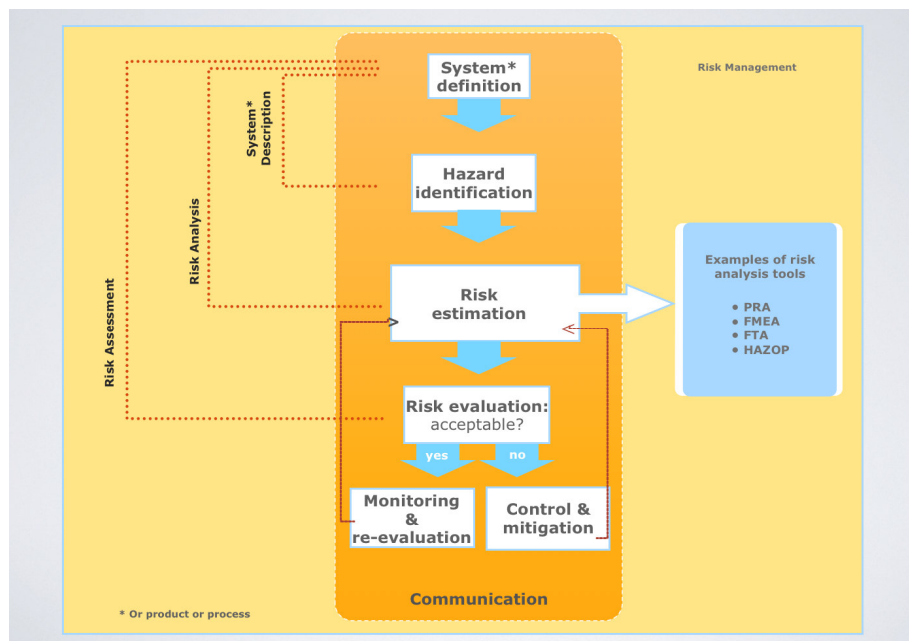 System*
definition
Risk Management
System*
Description
Hazard
identification
Risk Analysis
Risk Assessment
Risk
estimation
Examples of risk
analysis tools
• PRA
• FMEA
• FTA
• HAZOP
Risk evaluation:
acceptable?
yes
no
Monitoring
&
re-evaluation
Control &
mitigation
Communication
* Or product or process